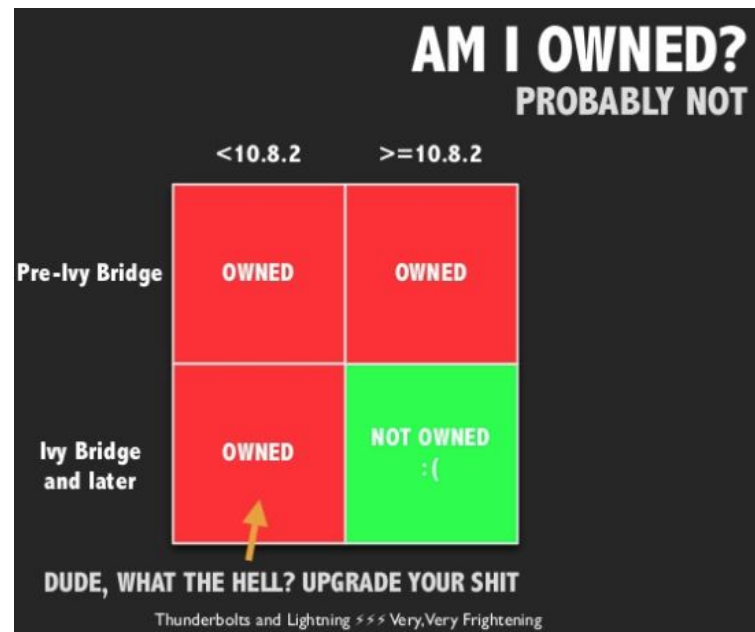 AM I OWNED?
PROBABLY NOT
<10.8.2 >=10.8.2
Pre-Ivy Bridge OWNED OWNED
Ivy Bridge
and later
OWNED
NOT OWNED
:(
DUDE, WHAT THE HELL? UPGRADE YOUR SHIT
Thunderbolts and Lightning ⚡⚡⚡ Very,Very Frightening